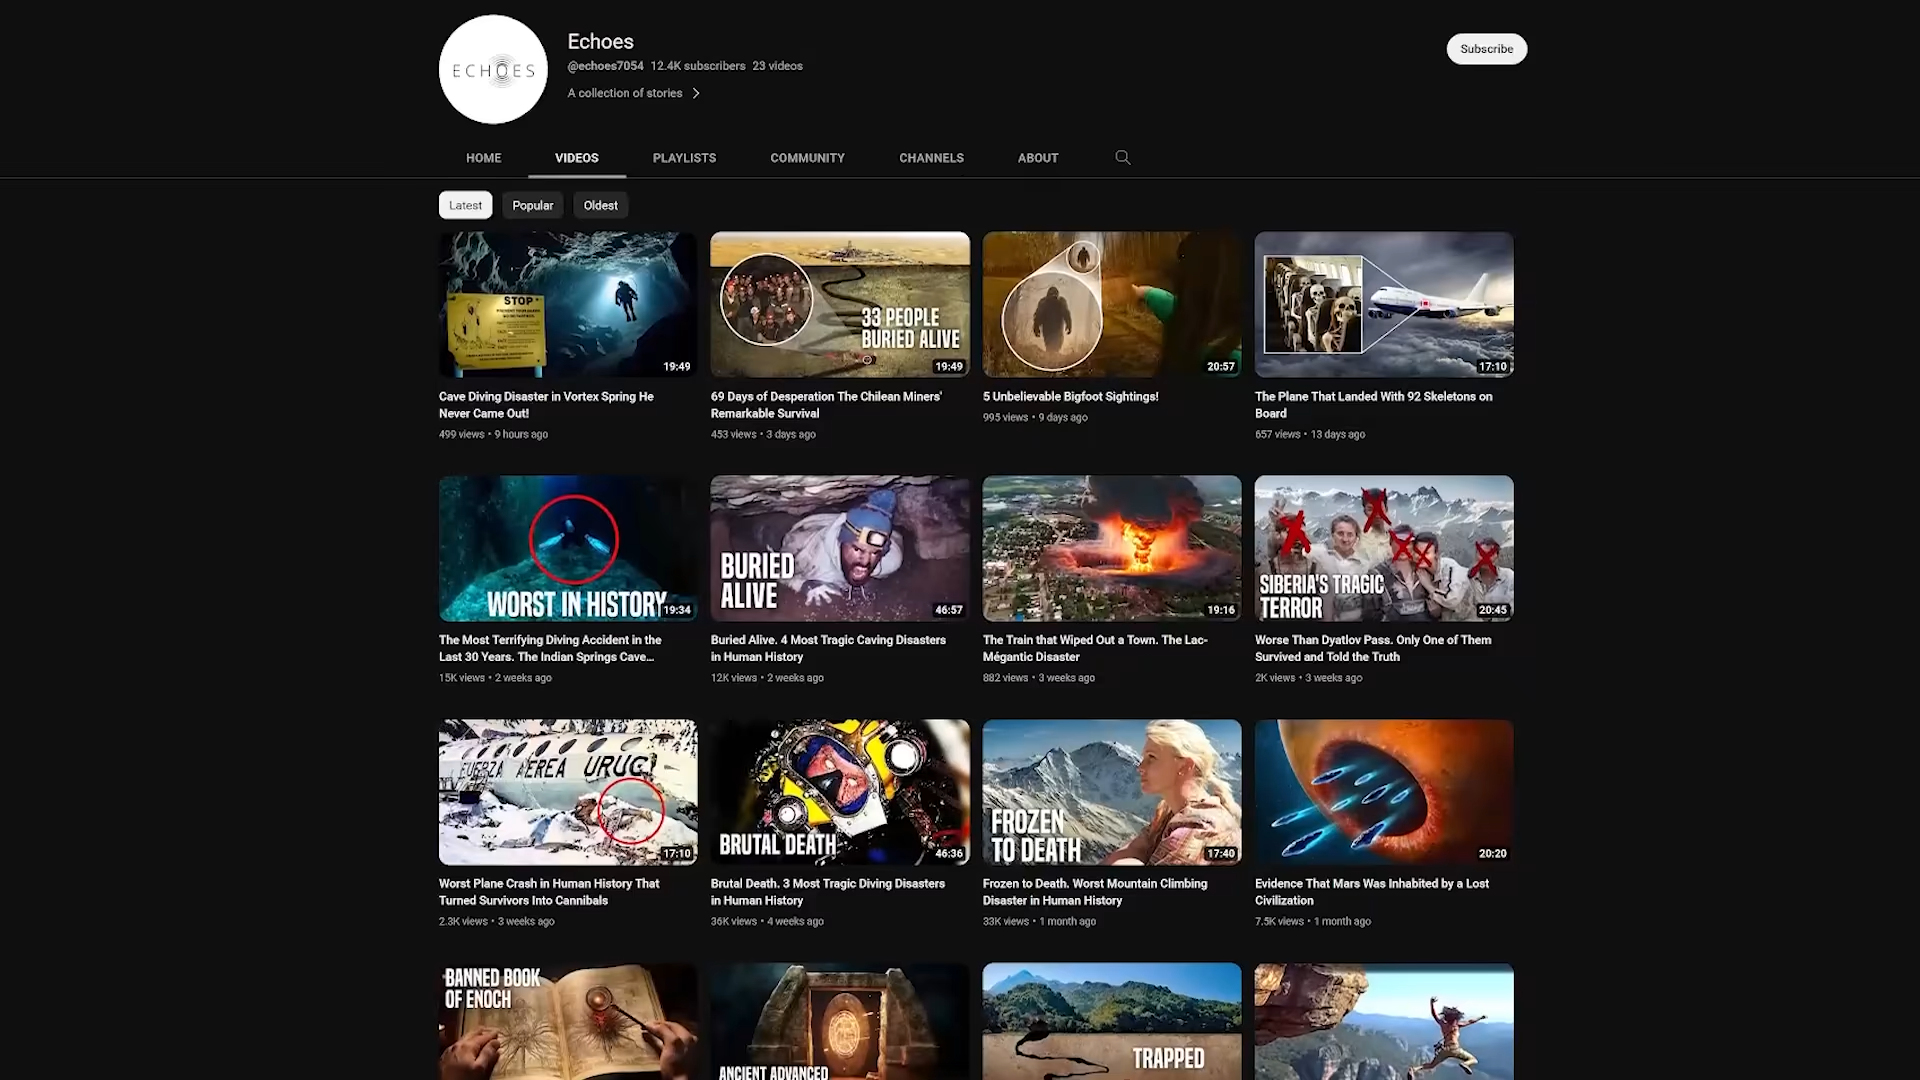 ECHOES
Echoes
@echoes7054 12.4K subscribers 23 videos
A collection of stories
Subscribe
HOME VIDEOS PLAYLISTS COMMUNITY CHANNELS ABOUT
Latest Popular Oldest
STOP
19:49
33 PEOPLE
BURIED ALIVE
19:49
20:57
17:10
Cave Diving Disaster in Vortex Spring He
Never Came Out!
499 views • 9 hours ago
69 Days of Desperation The Chilean Miners'
Remarkable Survival
453 views • 3 days ago
5 Unbelievable Bigfoot Sightings!
995 views • 9 days ago
The Plane That Landed With 92 Skeletons on
Board
657 views • 13 days ago
WORST IN HISTORY
19:34
BURIED
ALIVE
46:57
19:16
SIBERIA'S TRAGIC
TERROR
20:45
The Most Terrifying Diving Accident in the
Last 30 Years. The Indian Springs Cave...
15K views • 2 weeks ago
Buried Alive. 4 Most Tragic Caving Disasters
in Human History
12K views • 2 weeks ago
The Train that Wiped Out a Town. The Lac-
Mégantic Disaster
882 views • 3 weeks ago
Worse Than Dyatlov Pass. Only One of Them
Survived and Told the Truth
2K views • 3 weeks ago
FUERZA AEREA URUG
17:10
BRUTAL DEATH
46:36
FROZEN
TO DEATH
17:40
20:20
Worst Plane Crash in Human History That
Turned Survivors Into Cannibals
2.3K views • 3 weeks ago
Brutal Death. 3 Most Tragic Diving Disasters
in Human History
36K views • 4 weeks ago
Frozen to Death. Worst Mountain Climbing
Disaster in Human History
33K views • 1 month ago
Evidence That Mars Was Inhabited by a Lost
Civilization
7.5K views • 1 month ago
BANNED BOOK
OF ENOCH
ANCIENT ADVANCED
TRAPPED